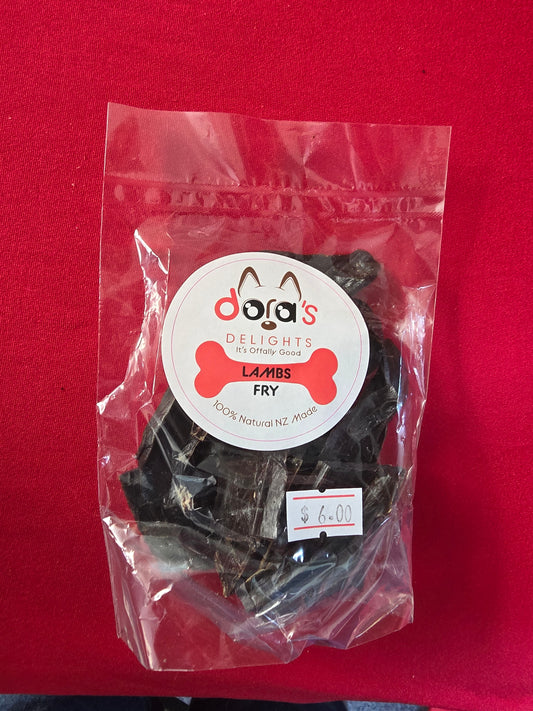 dora's
DELIGHTS
It's Offally Good
LAMBS
FRY
100% Natural NZ Made
$ 6.00